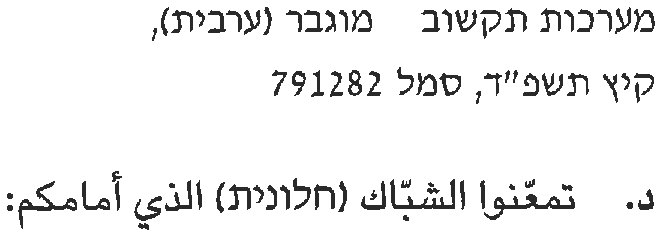 מערכות תקשוב מוגבר (ערבית),
קיץ תשפ"ד, סמל 791282
د. تمعّنوا الشبّاك (חלונית) الذي أمامكم: